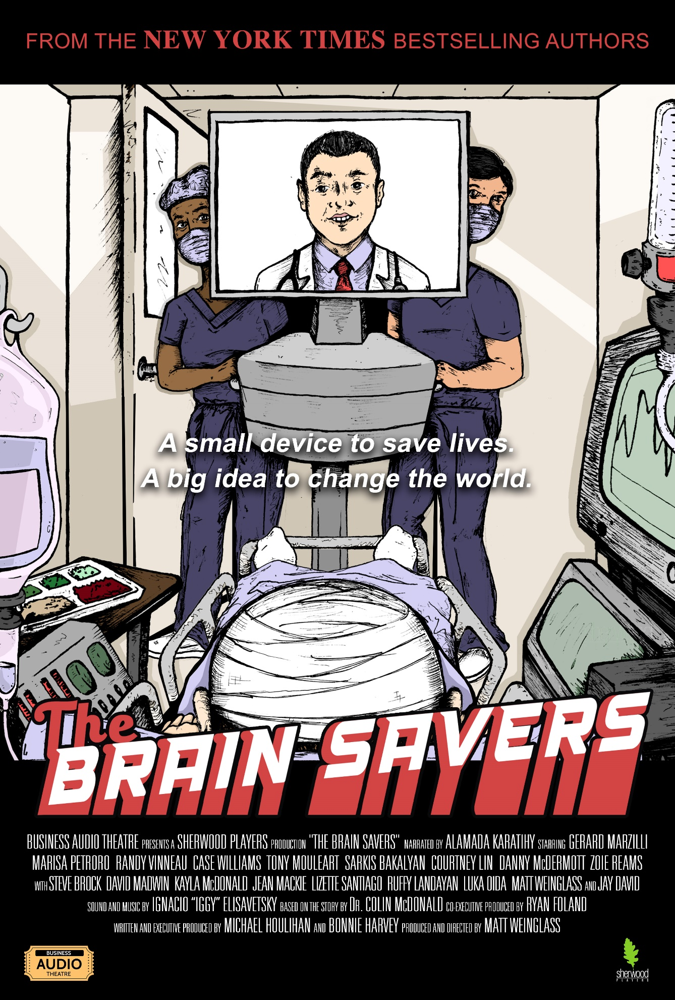 FROM THE NEW YORK TIMES BESTSELLING AUTHORS
A small device to save lives.
A big idea to change the world.
The
BRAIN SAVERS
BUSINESS AUDIO THEATRE PRESENTS A SHERWOOD PLAYERS PRODUCTION "THE BRAIN SAVERS" NARRATED BY ALAMADA KARATIHY STARRING GERARD MARZILLI
MARISA PETRORO RANDY VINNEAU CASE WILLIAMS TONY MOULEART SARKIS BAKALYAN COURTNEY LIN DANNY McDERMOTT ZOIE REAMS
WITH STEVE BROCK DAVID MADWIN KAYLA McDONALD JEAN MACKIE LIZETTE SANTIAGO RUFFY LANDAYAN LUKA OIDA MATT WEINGLASS AND JAY DAVID
SOUND AND MUSIC BY IGNACIO “IGGY” ELISAVETSKY BASED ON THE STORY BY DR. COLIN McDONALD CO-EXECUTIVE PRODUCED BY RYAN FOLAND
WRITTEN AND EXECUTIVE PRODUCED BY MICHAEL HOULIHAN AND BONNIE HARVEY PRODUCED AND DIRECTED BY MATT WEINGLASS
BUSINESS
AUDIO
THEATRE
sherwood
PLAYERS